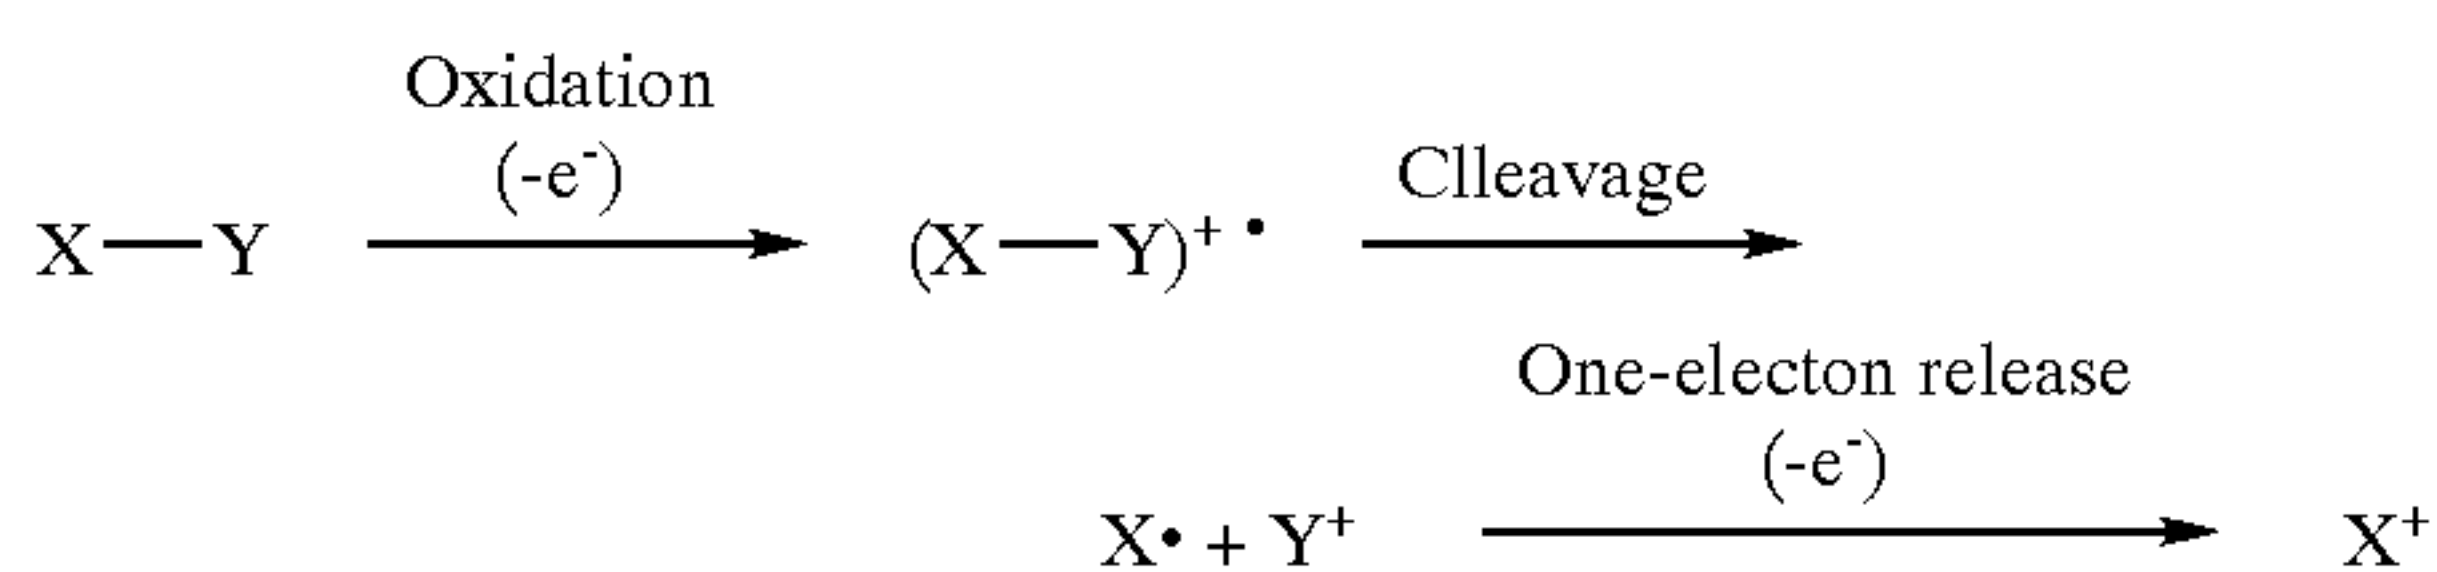 Oxidation
(-e⁻)
Clleavage
X—Y
(X—Y)⁺ •
One-electon release
(-e⁻)
X• + Y⁺
X⁺